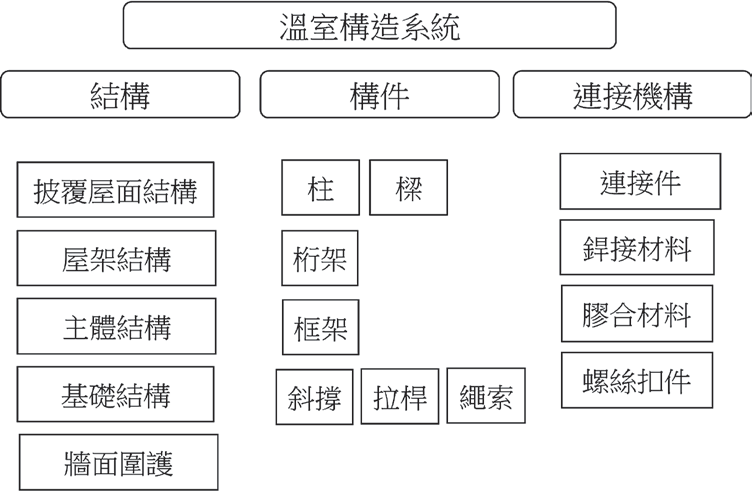 溫室構造系統
結構
構件
連接機構
披覆屋面結構
屋架結構
主體結構
基礎結構
牆面圍護
柱
樑
桁架
框架
斜撐
拉桿
繩索
連接件
銲接材料
膠合材料
螺絲扣件